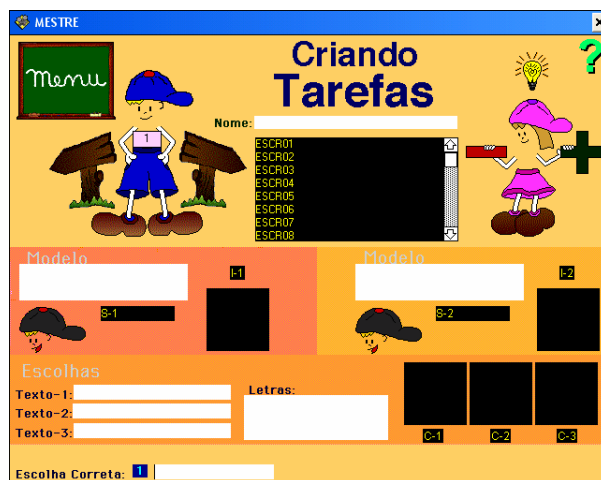 MESTRE
Menu
Criando
Tarefas
?
Nome:
1
ESCR01
ESCR02
ESCR03
ESCR04
ESCR05
ESCR06
ESCR07
ESCR08
Modelo
I-1
S-1
Modelo
I-2
S-2
Escolhas
Texto-1:
Texto-2:
Texto-3:
Letras:
C-1
C-2
C-3
Escolha Correta: 1